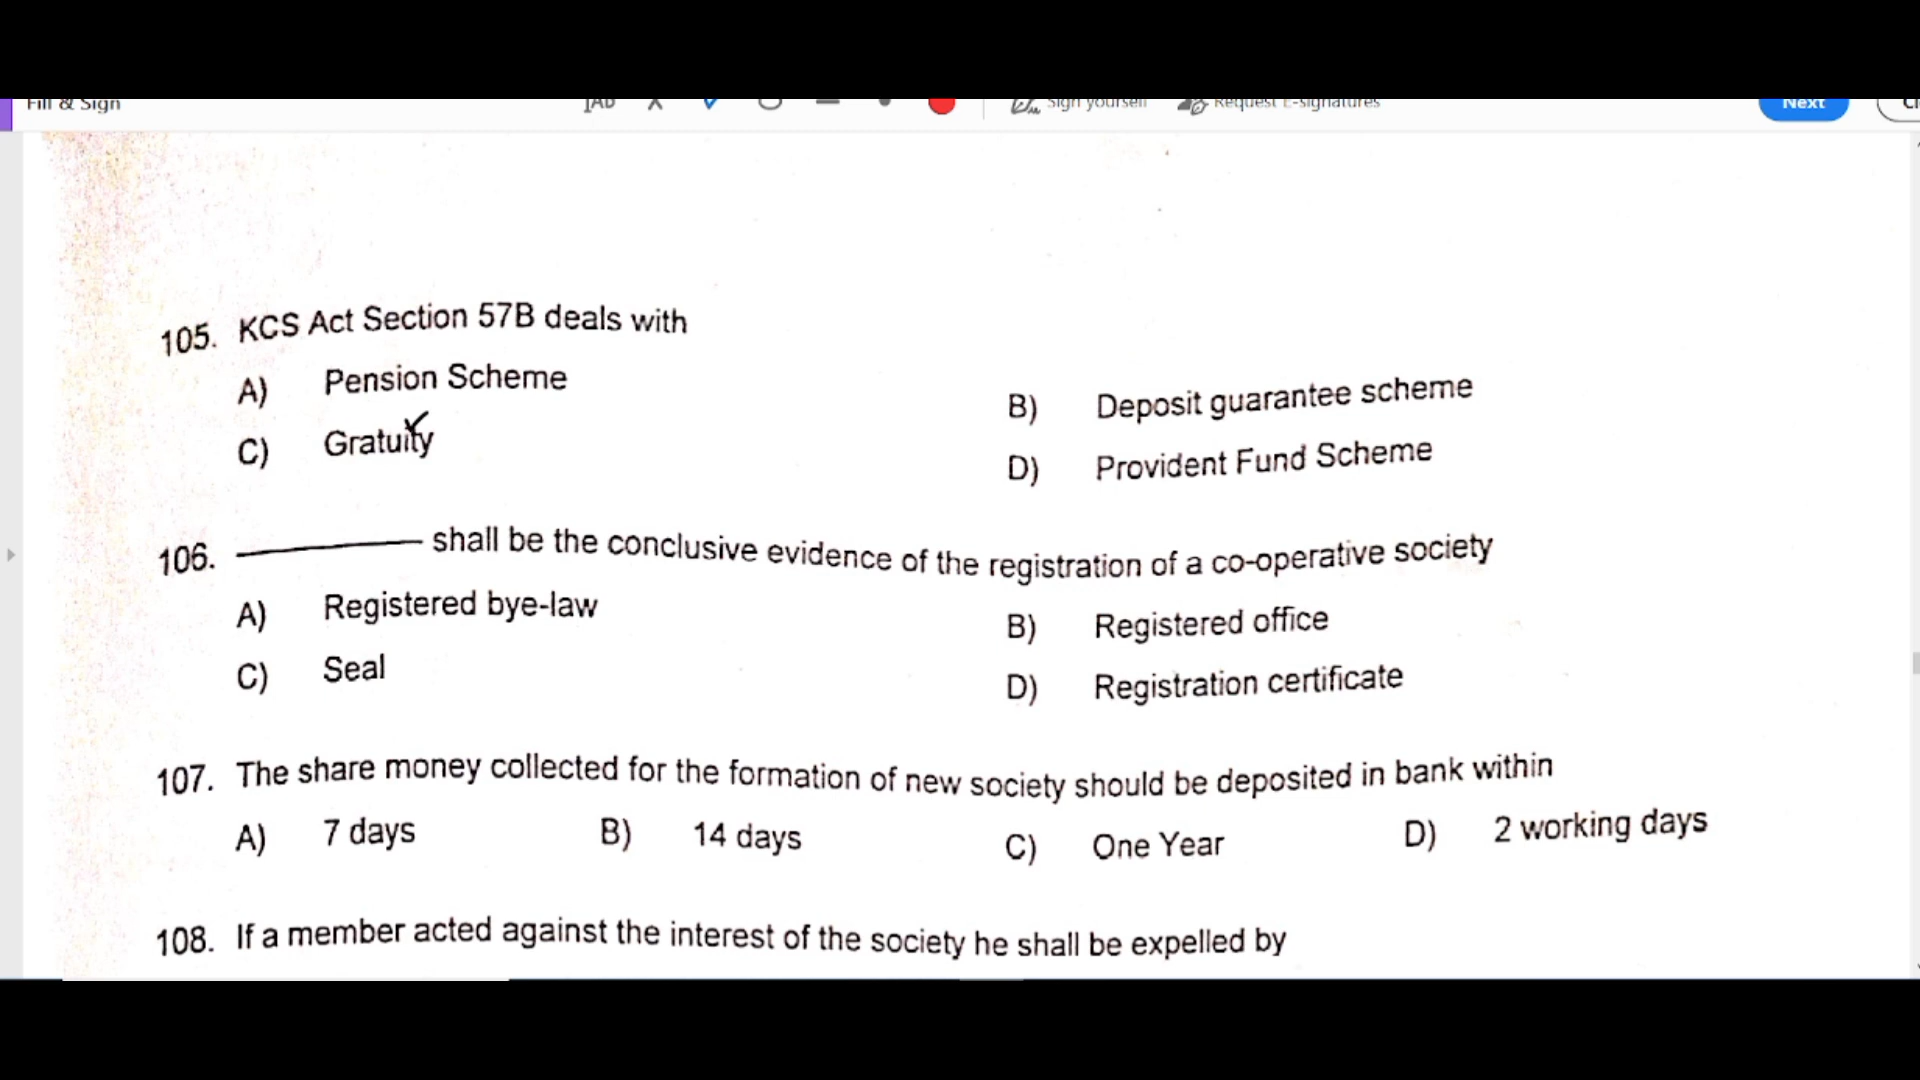 Fill & Sign Sign yourself Request E-signatures Next
105. KCS Act Section 57B deals with
A) Pension Scheme
B) Deposit guarantee scheme
C) Gratuity
D) Provident Fund Scheme
106. ________ shall be the conclusive evidence of the registration of a co-operative society
A) Registered bye-law
B) Registered office
C) Seal
D) Registration certificate
107. The share money collected for the formation of new society should be deposited in bank within
A) 7 days B) 14 days C) One Year D) 2 working days
108. If a member acted against the interest of the society he shall be expelled by